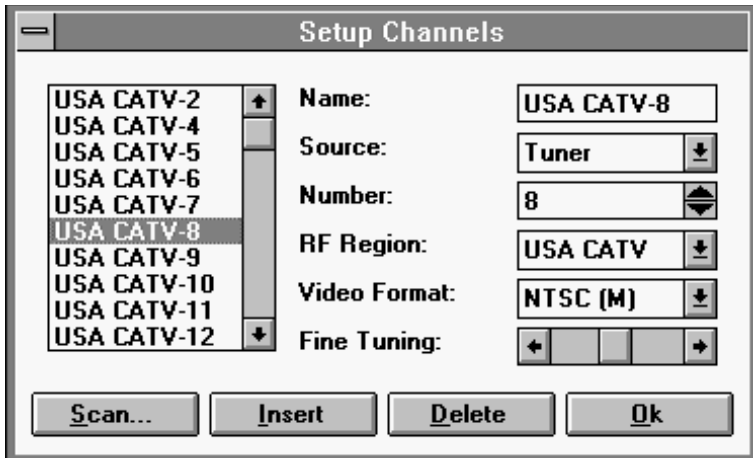 Setup Channels
USA CATV-2
USA CATV-4
USA CATV-5
USA CATV-6
USA CATV-7
USA CATV-8
USA CATV-9
USA CATV-10
USA CATV-11
USA CATV-12
Name: USA CATV-8
Source: Tuner
Number: 8
RF Region: USA CATV
Video Format: NTSC (M)
Fine Tuning:
Scan... Insert Delete Ok